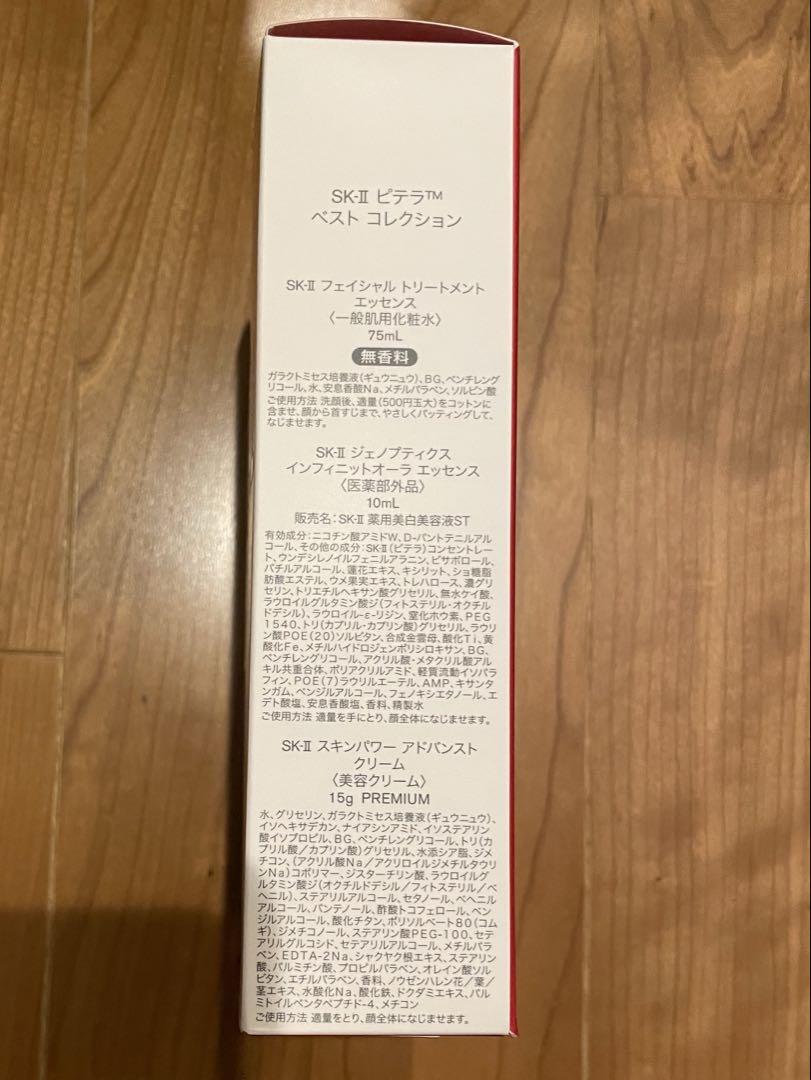 SK-II ピテラ™
ベスト コレクション
SK-II フェイシャル トリートメント
エッセンス
〈一般肌用化粧水〉
75mL
無香料
ガラクトミセス培養液(ギュウニュウ)、BG、ペンチレング
リコール、水、安息香酸Na、メチルパラベン、ソルビン酸
ご使用方法 洗顔後、適量(500円玉大)をコットンに
含ませ、顔から首すじまで、やさしくパッティングして、
なじませます。
SK-II ジェノプティクス
インフィニットオーラ エッセンス
〈医薬部外品〉
10mL
販売名:SK-II 薬用美白美容液ST
有効成分:ニコチン酸アミドW、D-パントテニルアル
コール、その他の成分:SK-II(ピテラ)コンセントレー
ト、ウンデシレノイルフェニルアラニン、ビサボロール、
バチルアルコール、蓮花エキス、キシリット、ショ糖脂
肪酸エステル、ウメ果実エキス、トレハロース、濃グリ
セリン、トリエチルヘキサン酸グリセリル、無水ケイ酸、
ラウロイルグルタミン酸ジ(フィトステリル・オクチル
ドデシル)、ラウロイル-ε-リジン、窒化ホウ素、PEG
1540、トリ(カプリル・カプリン酸)グリセリル、ラウリ
ン酸POE(20)ソルビタン、合成金雲母、酸化Ti、黄
酸化Fe、メチルハイドロジェンポリシロキサン、BG、
ペンチレングリコール、アクリル酸・メタクリル酸アル
キル共重合体、ポリアクリルアミド、軽質流動イソパラ
フィン、POE(7)ラウリルエーテル、AMP、キサンタ
ンガム、ベンジルアルコール、フェノキシエタノール、エ
デト酸塩、安息香酸塩、香料、精製水
ご使用方法 適量を手にとり、顔全体になじませます。
SK-II スキンパワー アドバンスト
クリーム
〈美容クリーム〉
15g PREMIUM
水、グリセリン、ガラクトミセス培養液(ギュウニュウ)、
イソヘキサデカン、ナイアシンアミド、イソステアリン
酸イソプロピル、BG、ペンチレングリコール、トリ(カ
プリル酸/カプリン酸)グリセリル、水添シア脂、ジメ
チコン、(アクリル酸Na/アクリロイルジメチルタウリ
ンNa)コポリマー、ジスターチリン酸、ラウロイルグ
ルタミン酸ジ(オクチルドデシル/フィトステリル/ベ
ヘニル)、ステアリルアルコール、セタノール、ベヘニル
アルコール、パンテノール、酢酸トコフェロール、ベン
ジルアルコール、酸化チタン、ポリソルベート80(コム
ギ)、ジメチコノール、ステアリン酸PEG-100、セテ
アリルグルコシド、セテアリルアルコール、メチルパラ
ベン、EDTA-2Na、シャクヤク根エキス、ステアリン
酸、パルミチン酸、プロピルパラベン、オレイン酸ソル
ビタン、エチルパラベン、香料、ノウゼンハレン花/葉/
茎エキス、水酸化Na、酸化鉄、ドクダミエキス、パル
ミトイルペンタペプチド-4、メチコン
ご使用方法 適量をとり、顔全体になじませます。